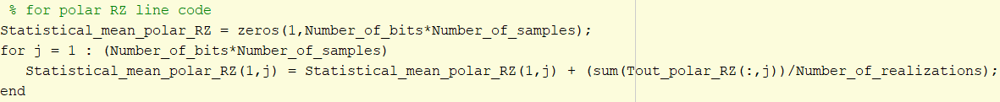 % for polar RZ line code
Statistical_mean_polar_RZ = zeros(1,Number_of_bits*Number_of_samples);
for j = 1 : (Number_of_bits*Number_of_samples)
Statistical_mean_polar_RZ(1,j) = Statistical_mean_polar_RZ(1,j) + (sum(Tout_polar_RZ(:,j))/Number_of_realizations);
end